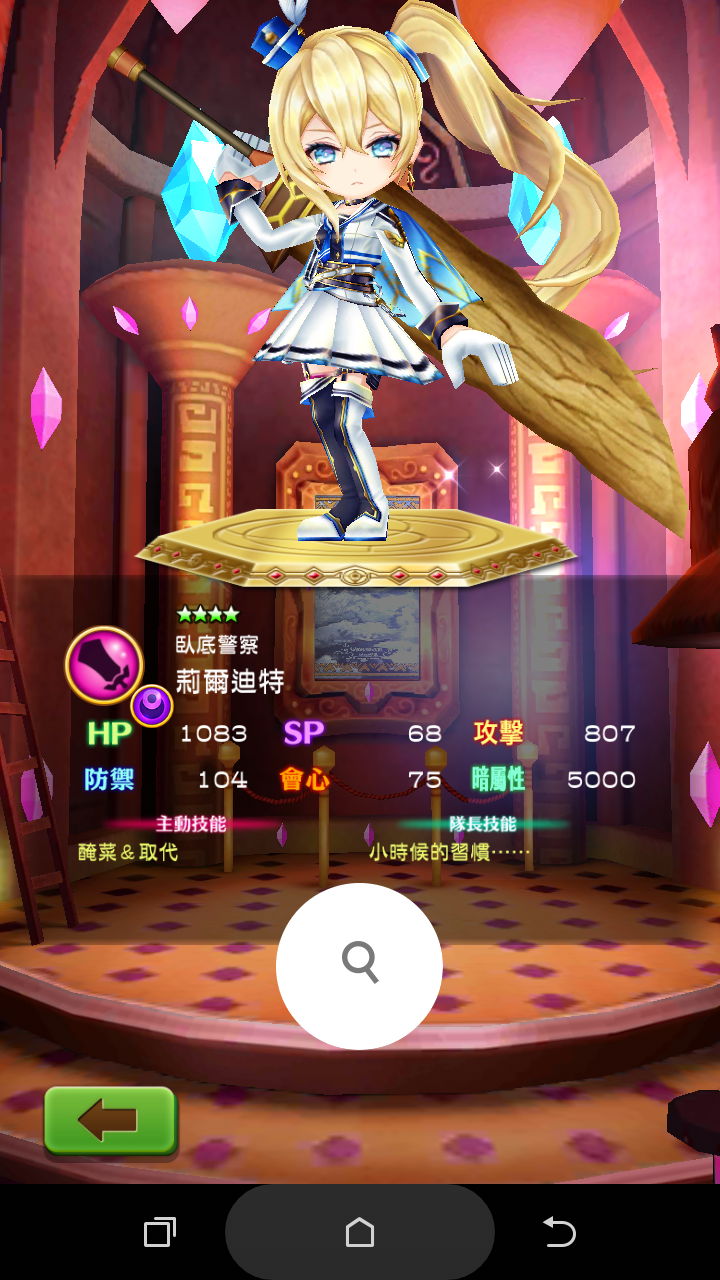 臥底警察
莉爾迪特
HP 1083 SP 68 攻擊 807
防禦 104 會心 75 暗屬性 5000
主動技能 隊長技能
醃菜＆取代 小時候的習慣⋯⋯